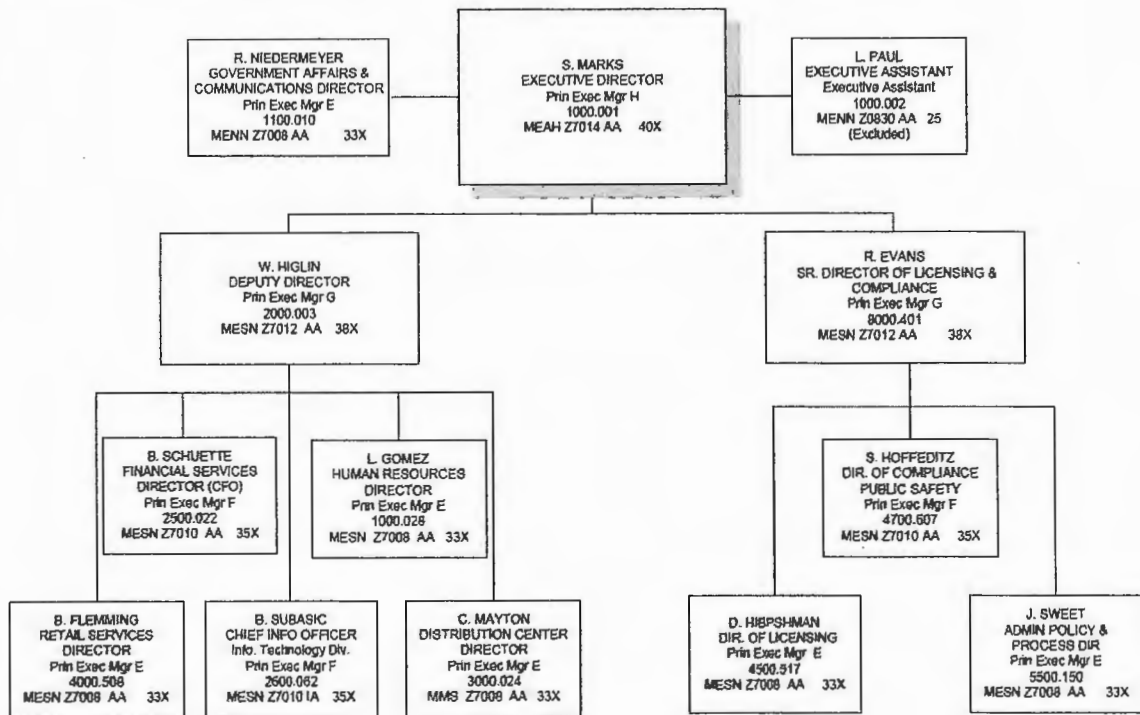 R. NIEDERMEYER
GOVERNMENT AFFAIRS &
COMMUNICATIONS DIRECTOR
Prin Exec Mgr E
1100.010
MENN Z7008 AA 33X
S. MARKS
EXECUTIVE DIRECTOR
Prin Exec Mgr H
1000.001
MEAH Z7014 AA 40X
L. PAUL
EXECUTIVE ASSISTANT
Executive Assistant
1000.002
MENN Z0830 AA 25
(Excluded)
W. HIGLIN
DEPUTY DIRECTOR
Prin Exec Mgr G
2000.003
MESN Z7012 AA 38X
R. EVANS
SR. DIRECTOR OF LICENSING &
COMPLIANCE
Prin Exec Mgr G
8000.401
MESN Z7012 AA 38X
B. SCHUETTE
FINANCIAL SERVICES
DIRECTOR (CFO)
Prin Exec Mgr F
2500.022
MESN Z7010 AA 35X
L. GOMEZ
HUMAN RESOURCES
DIRECTOR
Prin Exec Mgr E
1000.028
MESN Z7008 AA 33X
S. HOFFEDITZ
DIR. OF COMPLIANCE
PUBLIC SAFETY
Prin Exec Mgr F
4700.607
MESN Z7010 AA 35X
B. FLEMMING
RETAIL SERVICES
DIRECTOR
Prin Exec Mgr E
4000.508
MESN Z7008 AA 33X
B. SUBASIC
CHIEF INFO OFFICER
Info. Technology Div.
Prin Exec Mgr F
2600.062
MESN Z7010 IA 35X
C. MAYTON
DISTRIBUTION CENTER
DIRECTOR
Prin Exec Mgr E
3000.024
MMS Z7008 AA 33X
D. HIBPSHMAN
DIR. OF LICENSING
Prin Exec Mgr E
4500.517
MESN Z7008 AA 33X
J. SWEET
ADMIN POLICY &
PROCESS DIR
Prin Exec Mgr E
5500.150
MESN Z7008 AA 33X